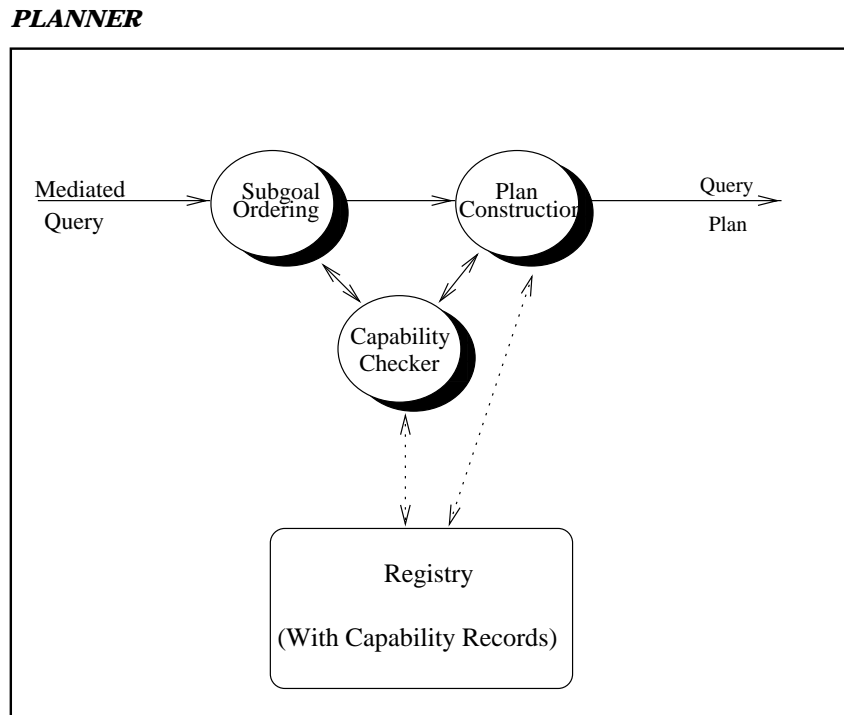 PLANNER
Mediated
Query
Subgoal
Ordering
Plan
Construction
Query
Plan
Capability
Checker
Registry
(With Capability Records)